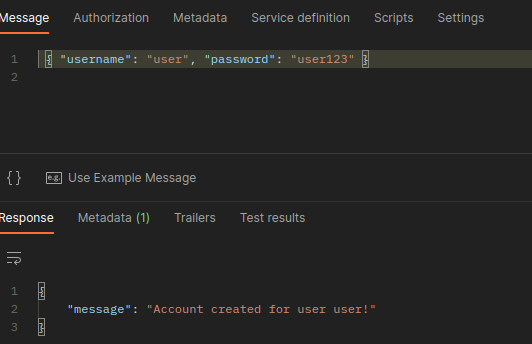 Message Authorization Metadata Service definition Scripts Settings
1 { "username": "user", "password": "user123" }
2
{} e.g. Use Example Message
Response Metadata (1) Trailers Test results
1 {
2 "message": "Account created for user user!"
3 }